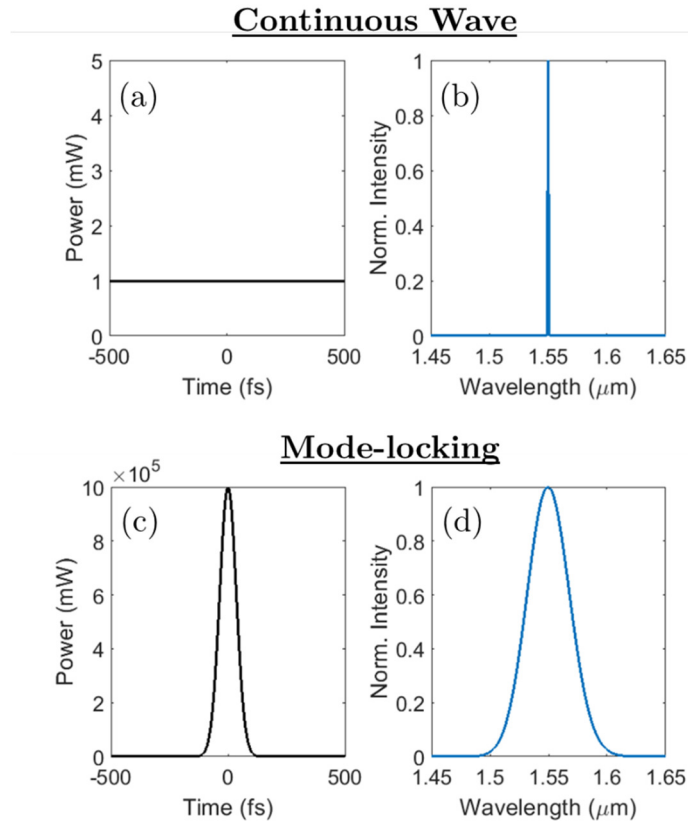 Continuous Wave
(a)
Power (mW)
5
4
3
2
1
0
-500 0 500
Time (fs)
(b)
Norm. Intensity
1
0.8
0.6
0.4
0.2
0
1.45 1.5 1.55 1.6 1.65
Wavelength (μm)
Mode-locking
×10⁵
(c)
Power (mW)
10
8
6
4
2
0
-500 0 500
Time (fs)
(d)
Norm. Intensity
1
0.8
0.6
0.4
0.2
0
1.45 1.5 1.55 1.6 1.65
Wavelength (μm)